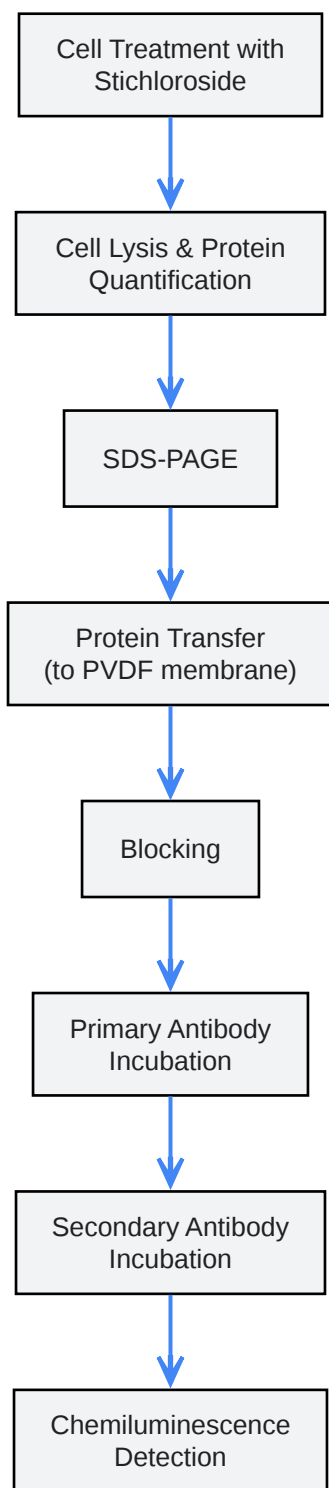 Cell Treatment with
Stichloroside
Cell Lysis & Protein
Quantification
SDS-PAGE
Protein Transfer
(to PVDF membrane)
Blocking
Primary Antibody
Incubation
Secondary Antibody
Incubation
Chemiluminescence
Detection